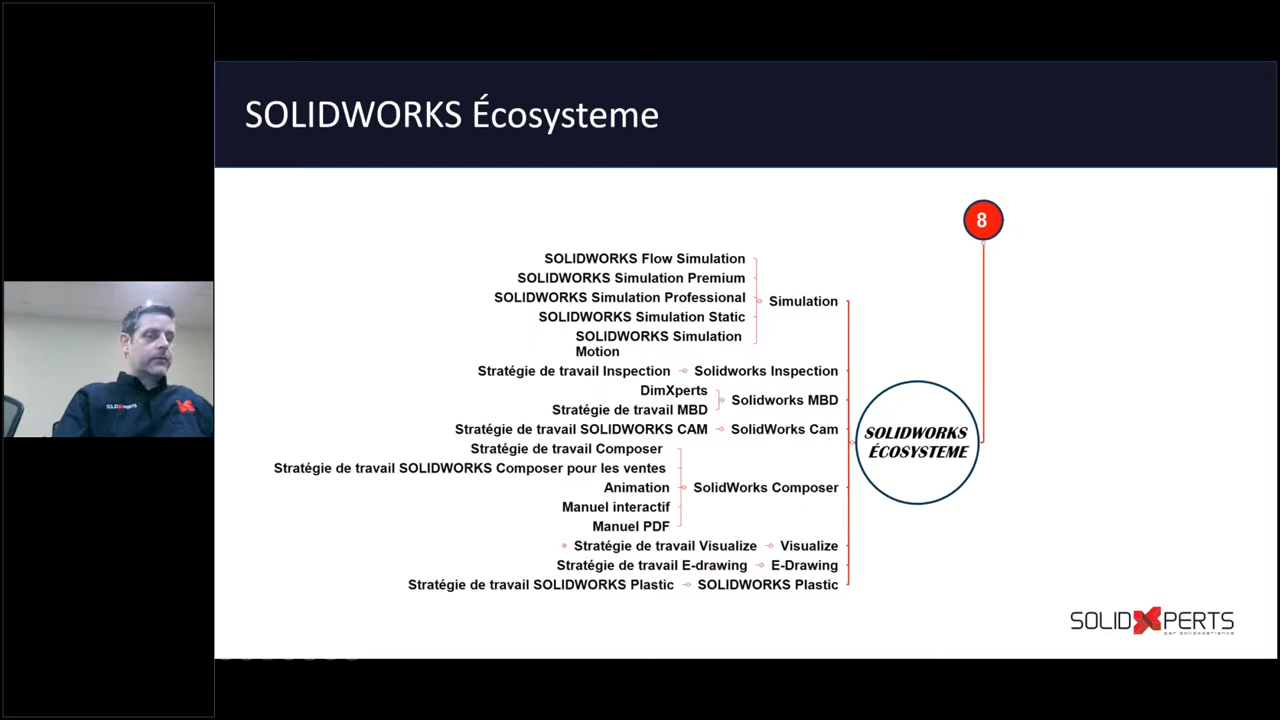 SOLIDWORKS Écosysteme
8
SOLIDWORKS Flow Simulation
SOLIDWORKS Simulation Premium
SOLIDWORKS Simulation Professional
SOLIDWORKS Simulation Static
SOLIDWORKS Simulation
Motion
Simulation
Stratégie de travail Inspection
Solidworks Inspection
DimXperts
Stratégie de travail MBD
Solidworks MBD
Stratégie de travail SOLIDWORKS CAM
SolidWorks Cam
Stratégie de travail Composer
Stratégie de travail SOLIDWORKS Composer pour les ventes
Animation
Manuel interactif
Manuel PDF
SolidWorks Composer
Stratégie de travail Visualize
Visualize
Stratégie de travail E-drawing
E-Drawing
Stratégie de travail SOLIDWORKS Plastic
SOLIDWORKS Plastic
SOLIDWORKS
ÉCOSYSTEME
SOLIDXPERTS
par solidxperience
SOLIDXPERTS